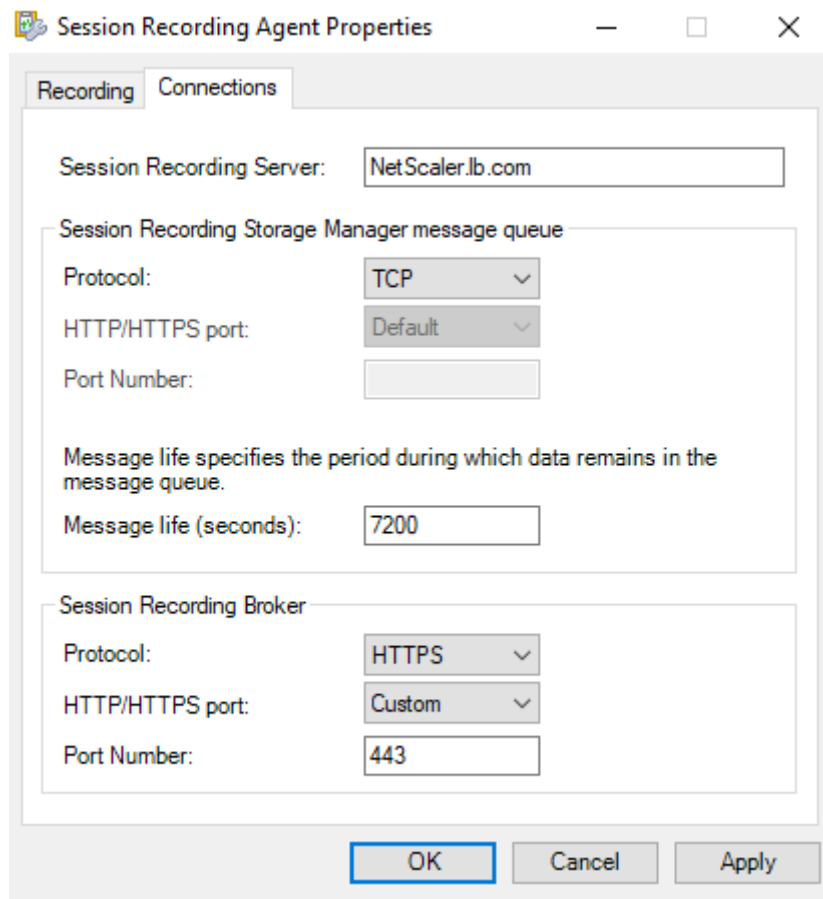 Session Recording Agent Properties
Recording
Connections
Session Recording Server: NetScaler.lb.com
Session Recording Storage Manager message queue
Protocol: TCP
HTTP/HTTPS port: Default
Port Number:
Message life specifies the period during which data remains in the
message queue.
Message life (seconds): 7200
Session Recording Broker
Protocol: HTTPS
HTTP/HTTPS port: Custom
Port Number: 443
OK Cancel Apply